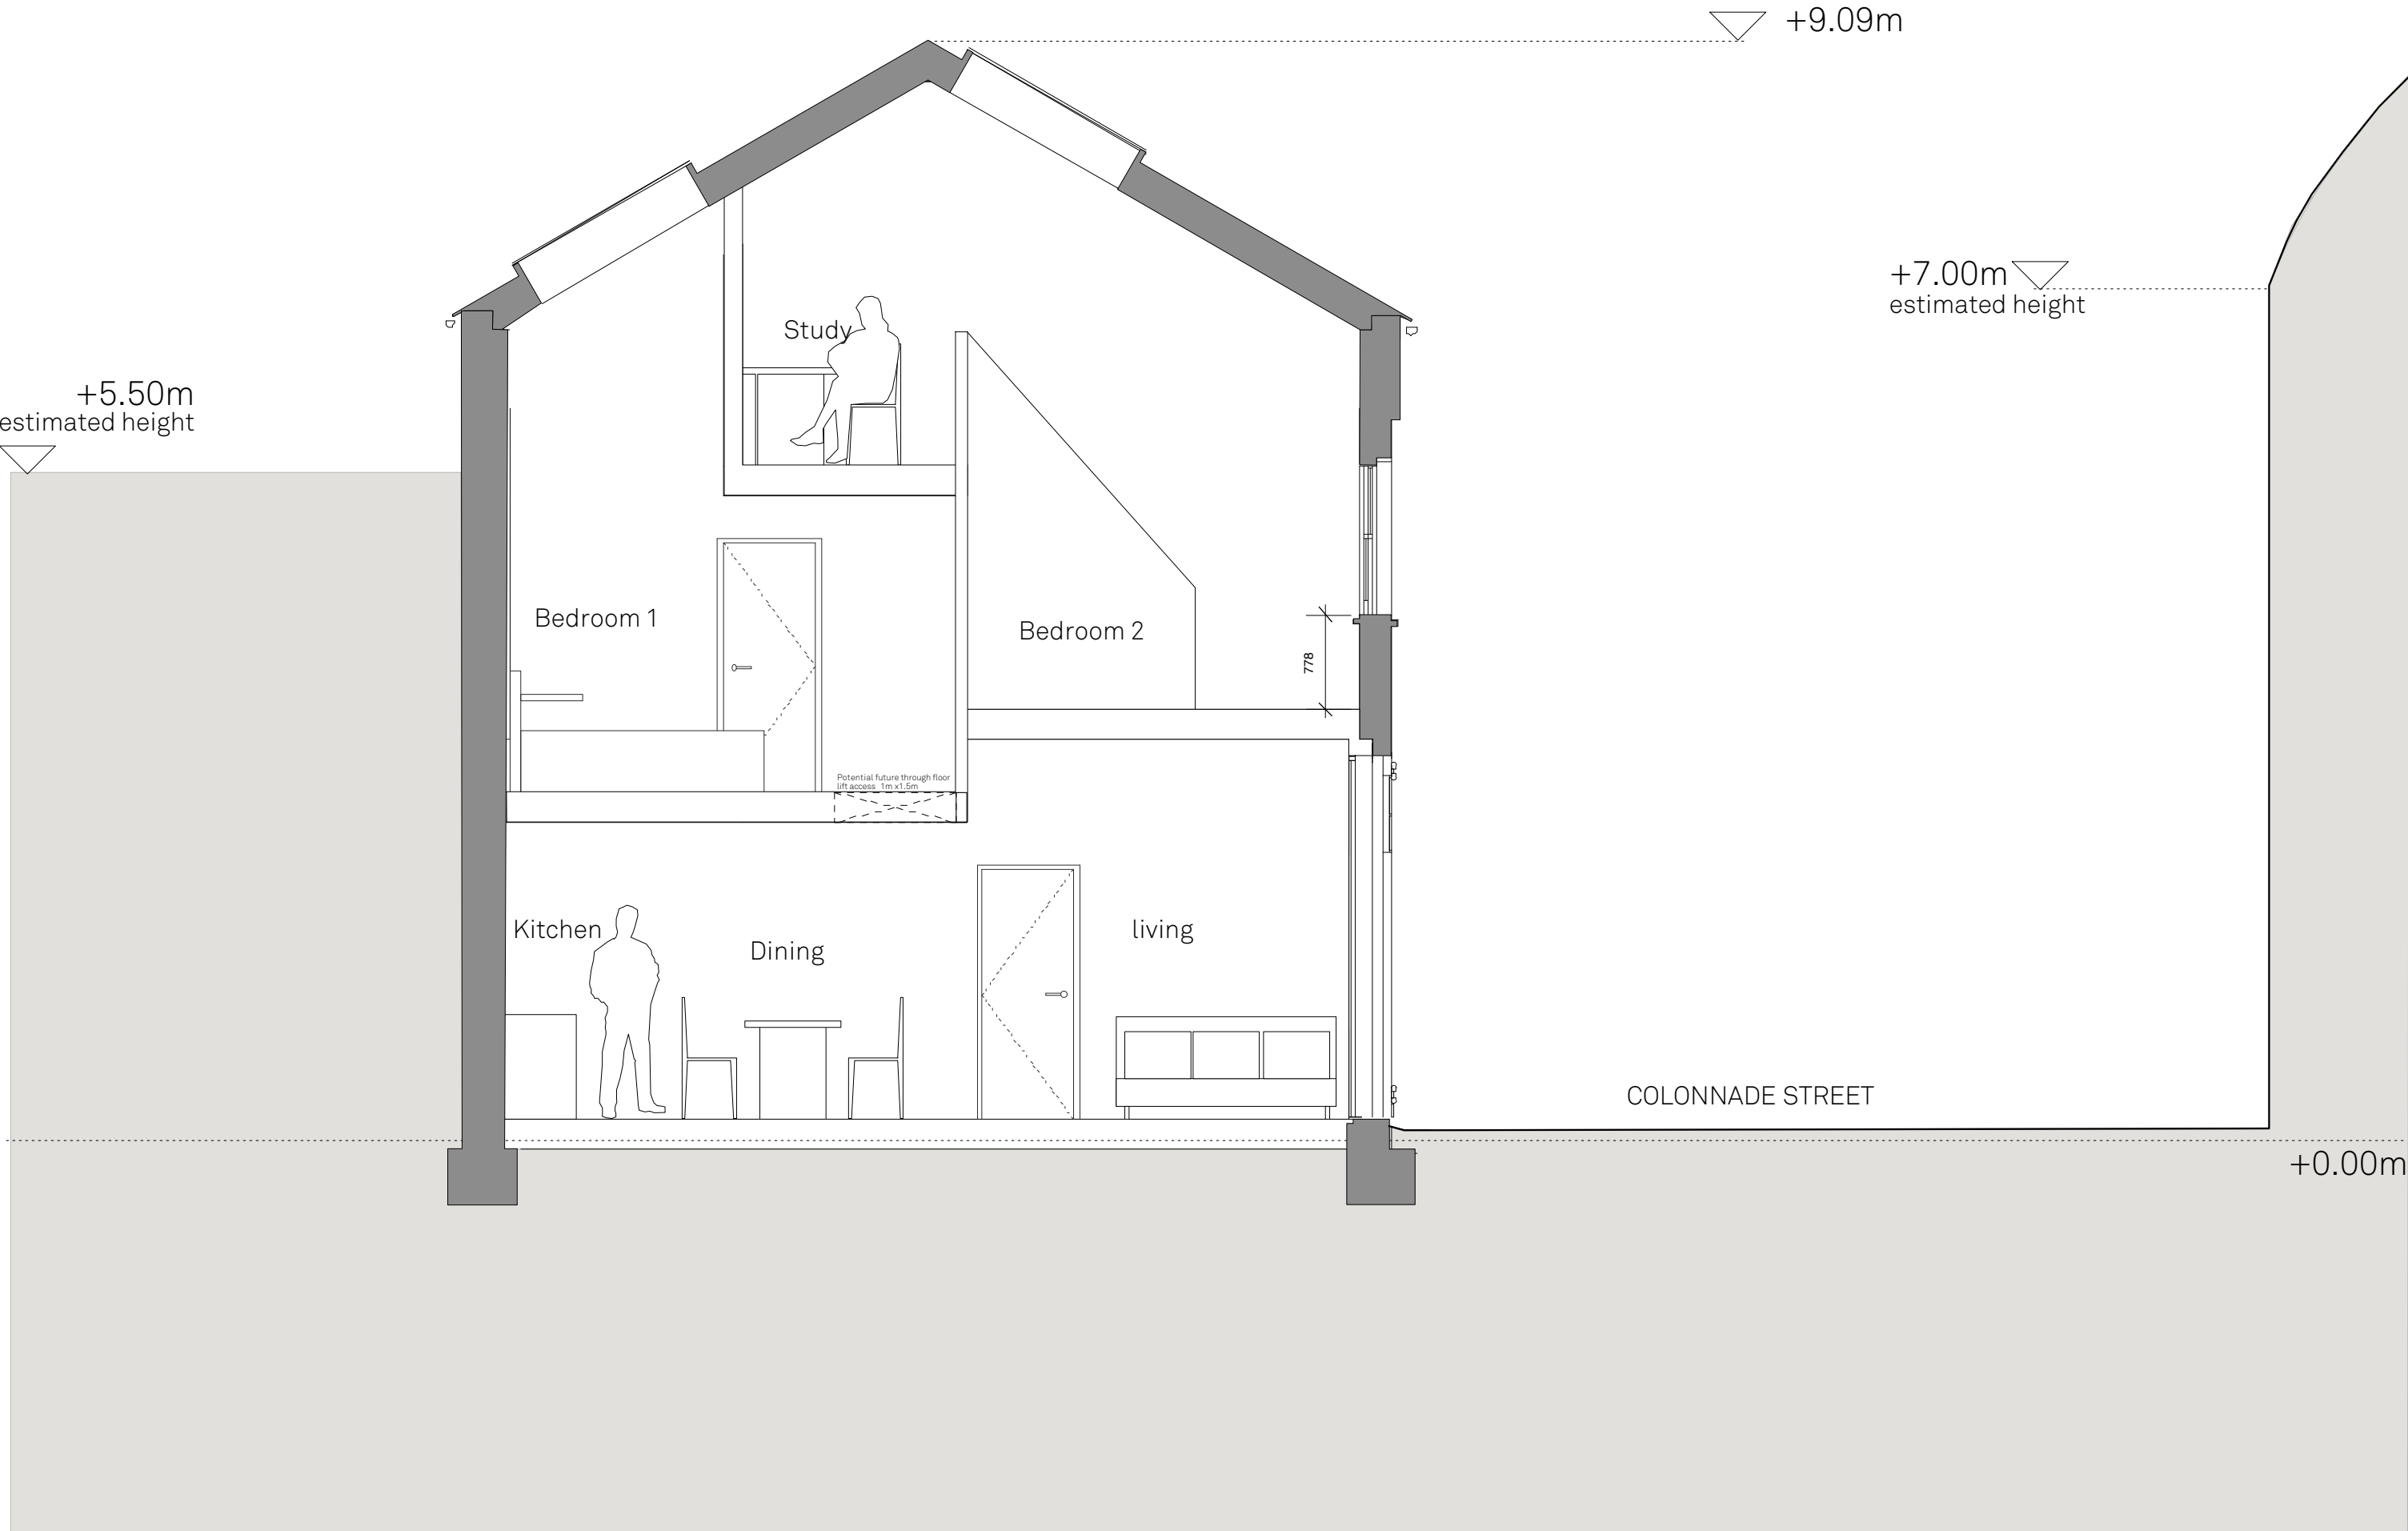 +9.09m
+7.00m
estimated height
Study
+5.50m
estimated height
Bedroom 1
Bedroom 2
778
Potential future through floor
lift access 1m x1.5m
Kitchen
living
Dining
COLONNADE STREET
+0.00m